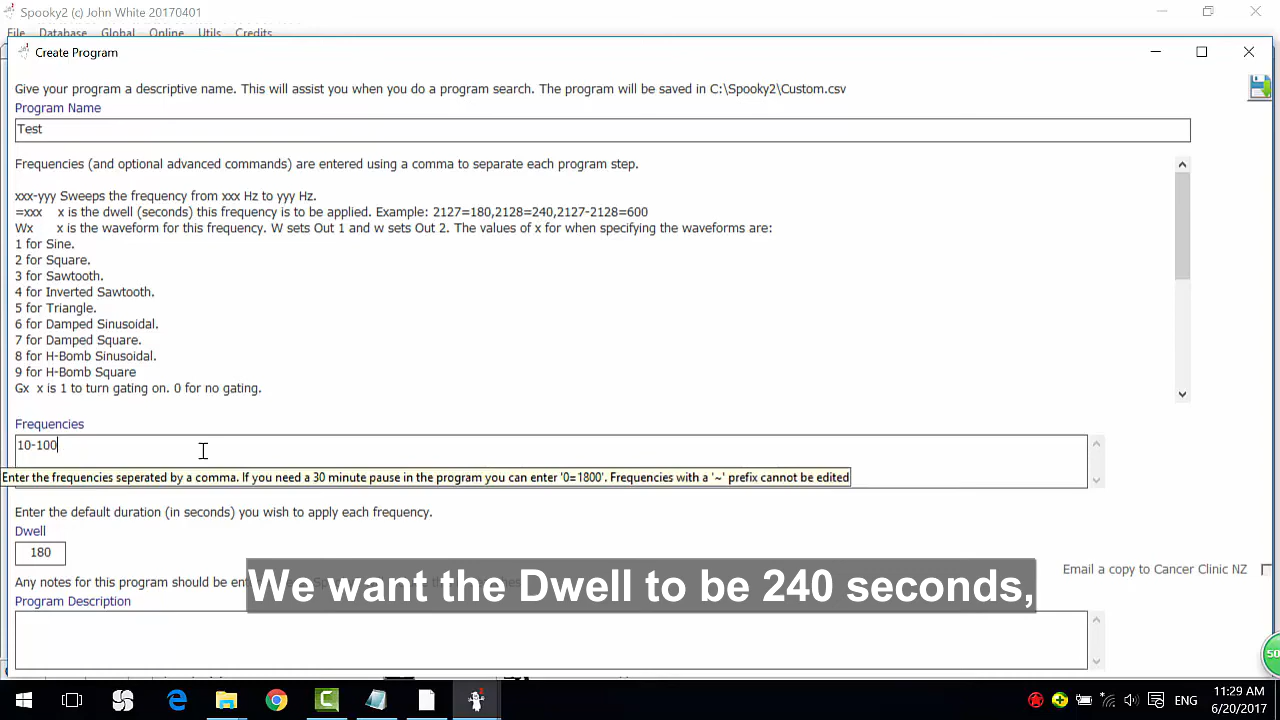 Spooky2 (c) John White 20170401
File Database Global Online Utils Credits
Create Program
Give your program a descriptive name. This will assist you when you do a program search. The program will be saved in C:\Spooky2\Custom.csv
Program Name
Test
Frequencies (and optional advanced commands) are entered using a comma to separate each program step.
xxx-yyy Sweeps the frequency from xxx Hz to yyy Hz.
=xxx x is the dwell (seconds) this frequency is to be applied. Example: 2127=180,2128=240,2127-2128=600
Wx x is the waveform for this frequency. W sets Out 1 and w sets Out 2. The values of x for when specifying the waveforms are:
1 for Sine.
2 for Square.
3 for Sawtooth.
4 for Inverted Sawtooth.
5 for Triangle.
6 for Damped Sinusoidal.
7 for Damped Square.
8 for H-Bomb Sinusoidal.
9 for H-Bomb Square
Gx x is 1 to turn gating on. 0 for no gating.
Frequencies
10-100
Enter the frequencies seperated by a comma. If you need a 30 minute pause in the program you can enter '0=1800'. Frequencies with a '~' prefix cannot be edited
Enter the default duration (in seconds) you wish to apply each frequency.
Dwell
180
Email a copy to Cancer Clinic NZ
Any notes for this program should be
We want the Dwell to be 240 seconds,
Program Description
50
ENG
11:29 AM
6/20/2017